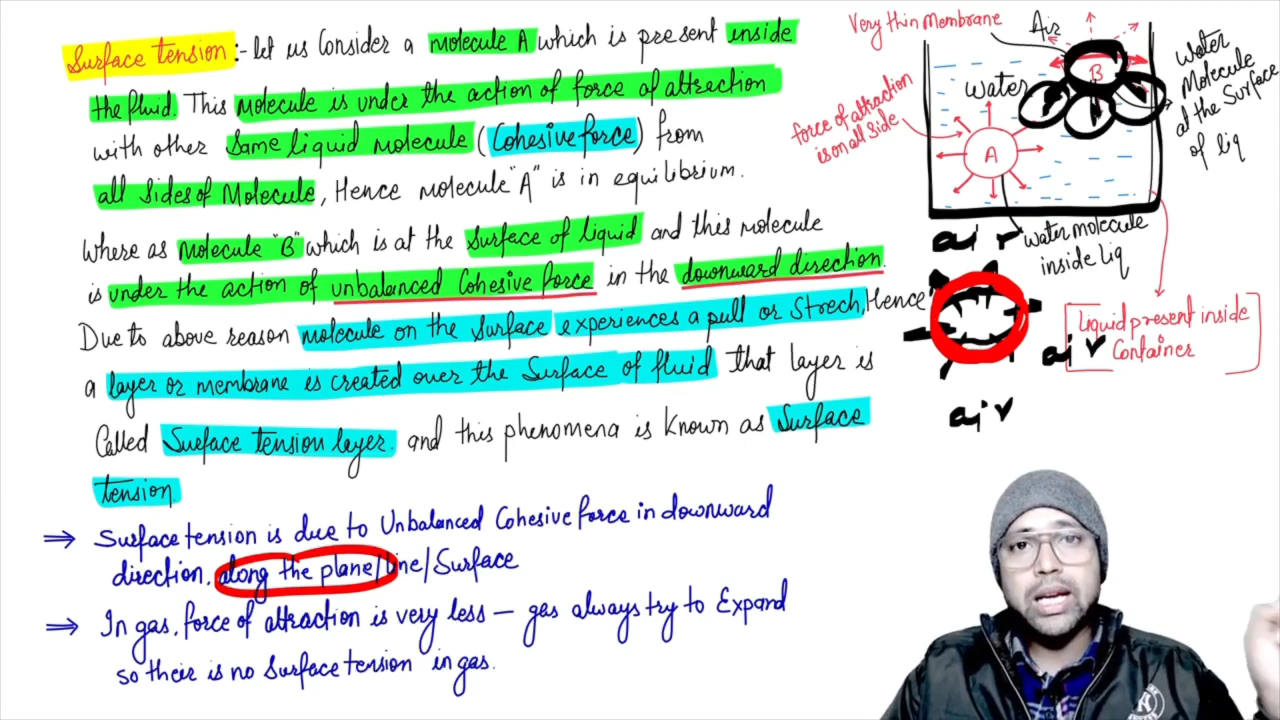 Surface tension :- let us Consider a molecule A which is present inside
the fluid. This molecule is under the action of force of attraction
with other Same liquid molecule (Cohesive force) from
all sides of Molecule, Hence molecule "A" is in equilibrium.
Where as molecule "B" which is at the surface of liquid and this molecule
is under the action of unbalanced Cohesive force in the downward direction.
Due to above reason molecule on the surface experiences a pull or Strech, Hence
a layer or membrane is created over the Surface of fluid that layer is
Called Surface tension layer. and this phenomena is known as Surface
tension
⇒ Surface tension is due to Unbalanced Cohesive force in downward
direction, along the plane/line/Surface
⇒ In gas, force of attraction is very less – gas always try to Expand
so their is no Surface tension in gas.
Very thin Membrane
Air
B
Water
force of attraction
is on all Side
A
Water
Molecule
at the Surface
of liq
water molecule
inside Liq
air
air
air
[Liquid present inside
Container]